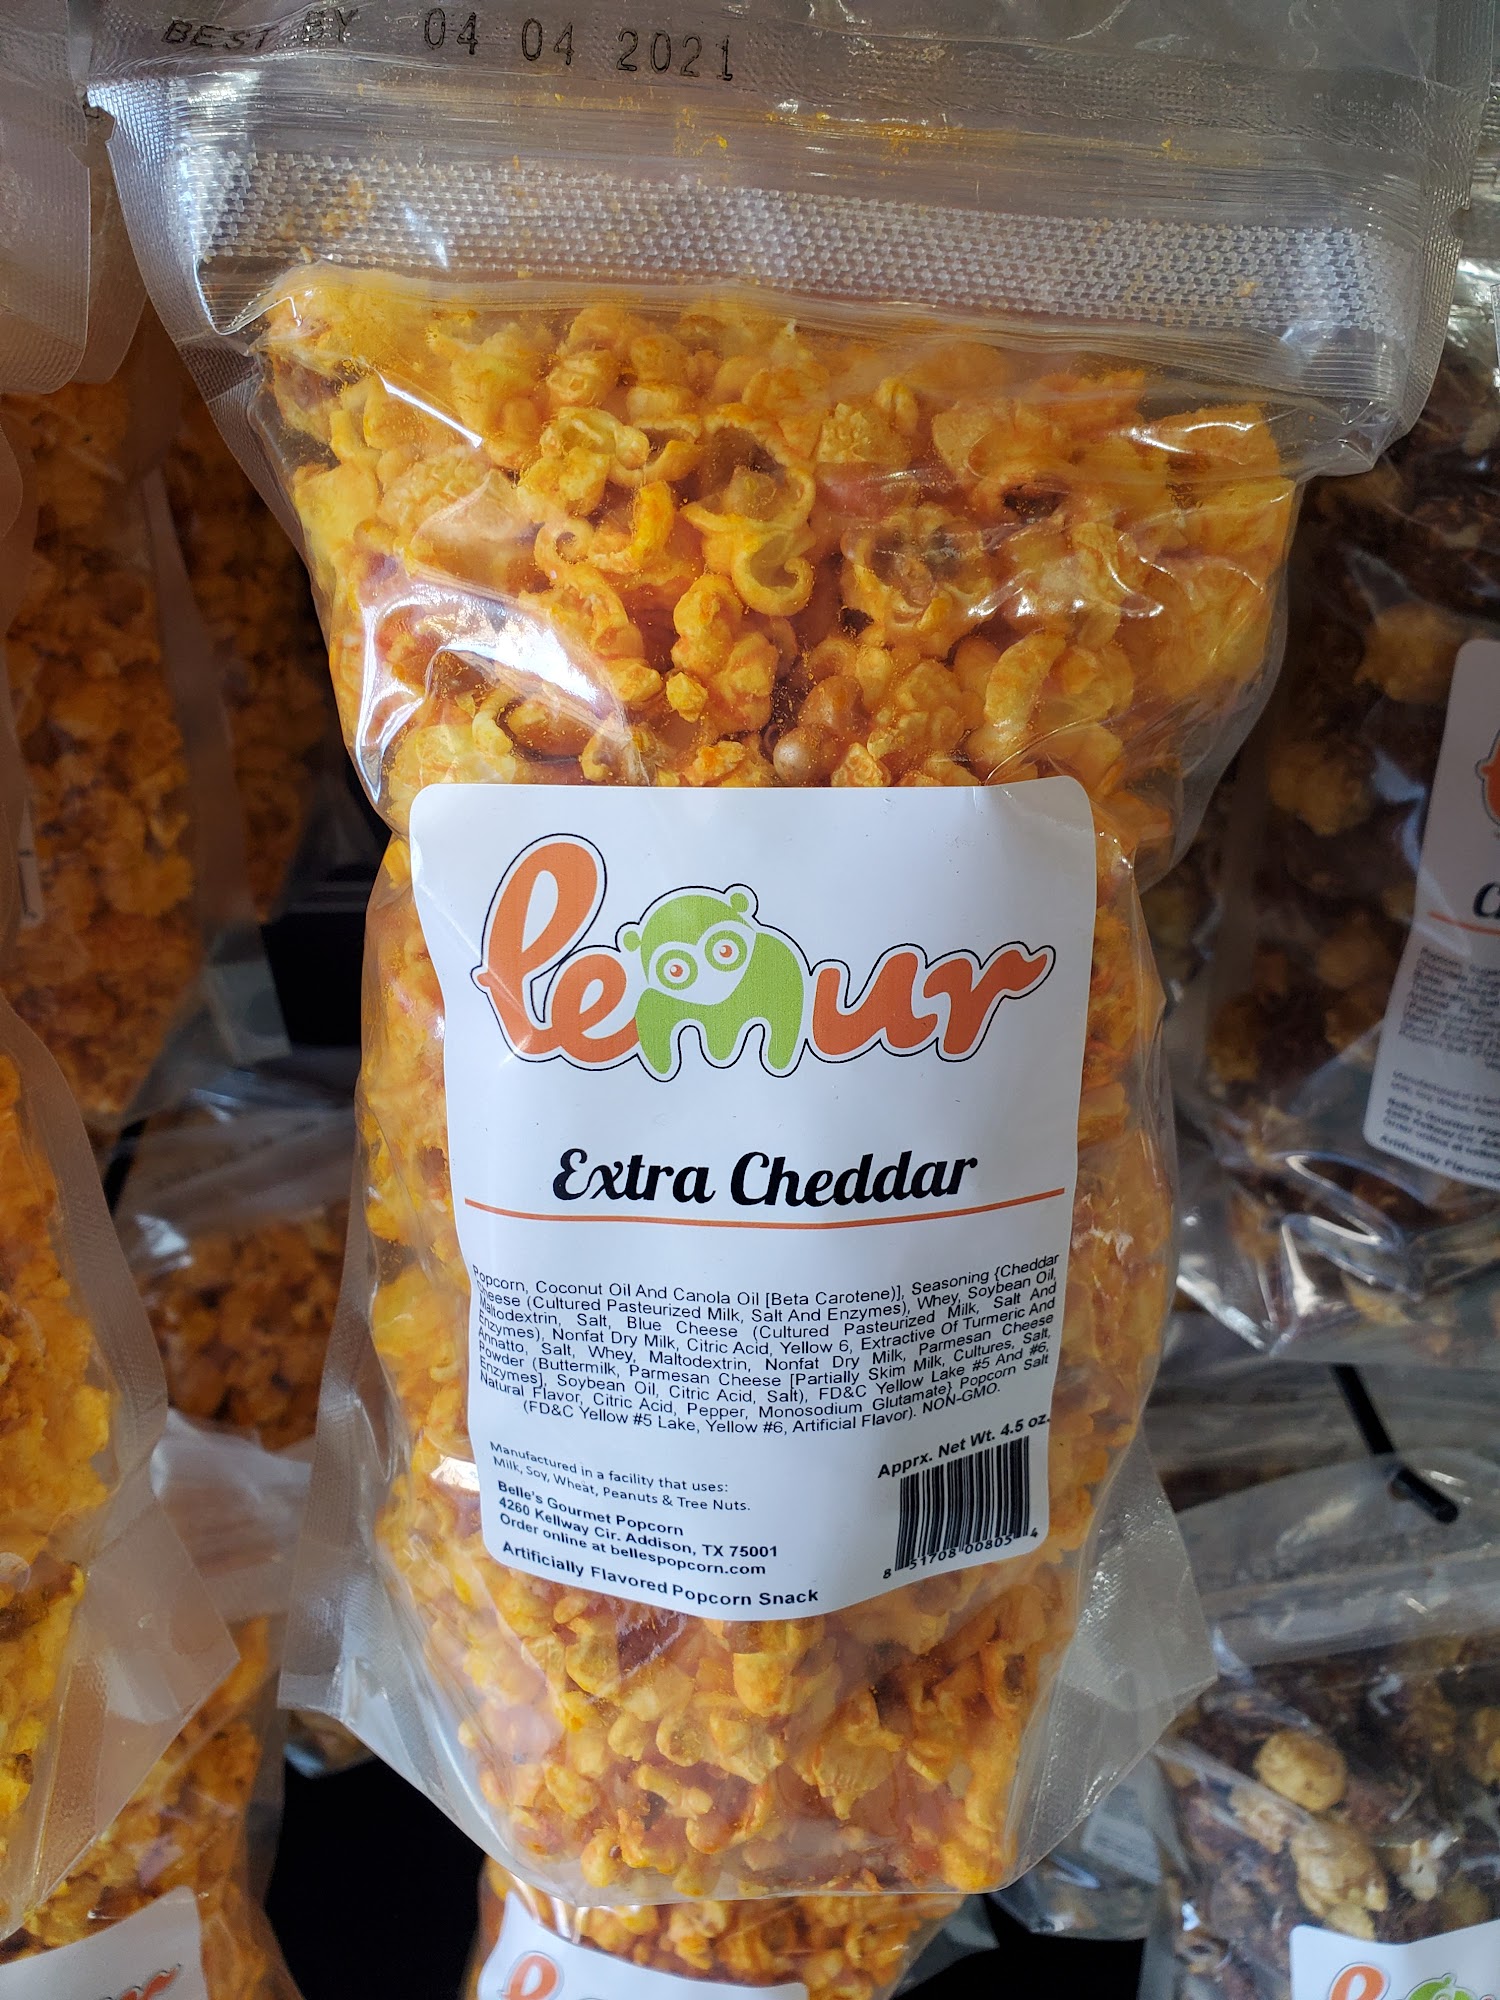 BEST BY 04 04 2021
lemur
Extra Cheddar
Popcorn, Coconut Oil And Canola Oil [Beta Carotene)], Seasoning {Cheddar
Cheese (Cultured Pasteurized Milk, Salt And Enzymes), Whey, Soybean Oil,
Maltodextrin, Salt, Blue Cheese (Cultured Pasteurized Milk, Salt And
Enzymes), Nonfat Dry Milk, Citric Acid, Yellow 6, Extractive Of Turmeric And
Annatto, Salt, Whey, Maltodextrin, Nonfat Dry Milk, Parmesan Cheese
Powder (Buttermilk, Parmesan Cheese [Partially Skim Milk, Cultures, Salt,
Enzymes], Soybean Oil, Citric Acid, Salt), FD&C Yellow Lake #5 And #6,
Natural Flavor, Citric Acid, Pepper, Monosodium Glutamate} Popcorn Salt
(FD&C Yellow #5 Lake, Yellow #6, Artificial Flavor). NON-GMO.
Apprx. Net Wt. 4.5 oz.
Manufactured in a facility that uses:
Milk, Soy, Wheat, Peanuts & Tree Nuts.
Belle's Gourmet Popcorn
4260 Kellway Cir. Addison, TX 75001
Order online at bellespopcorn.com
Artificially Flavored Popcorn Snack
8 51708 00805 4